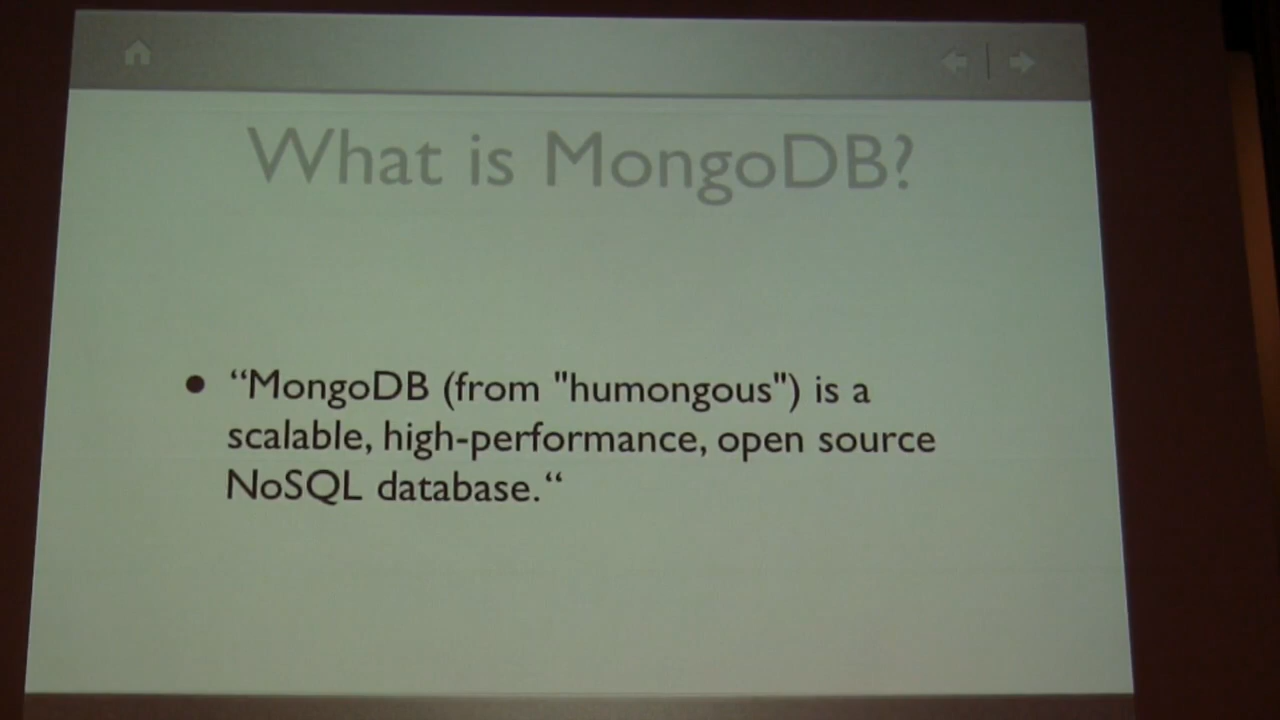 What is MongoDB?
• “MongoDB (from "humongous") is a
scalable, high-performance, open source
NoSQL database.“